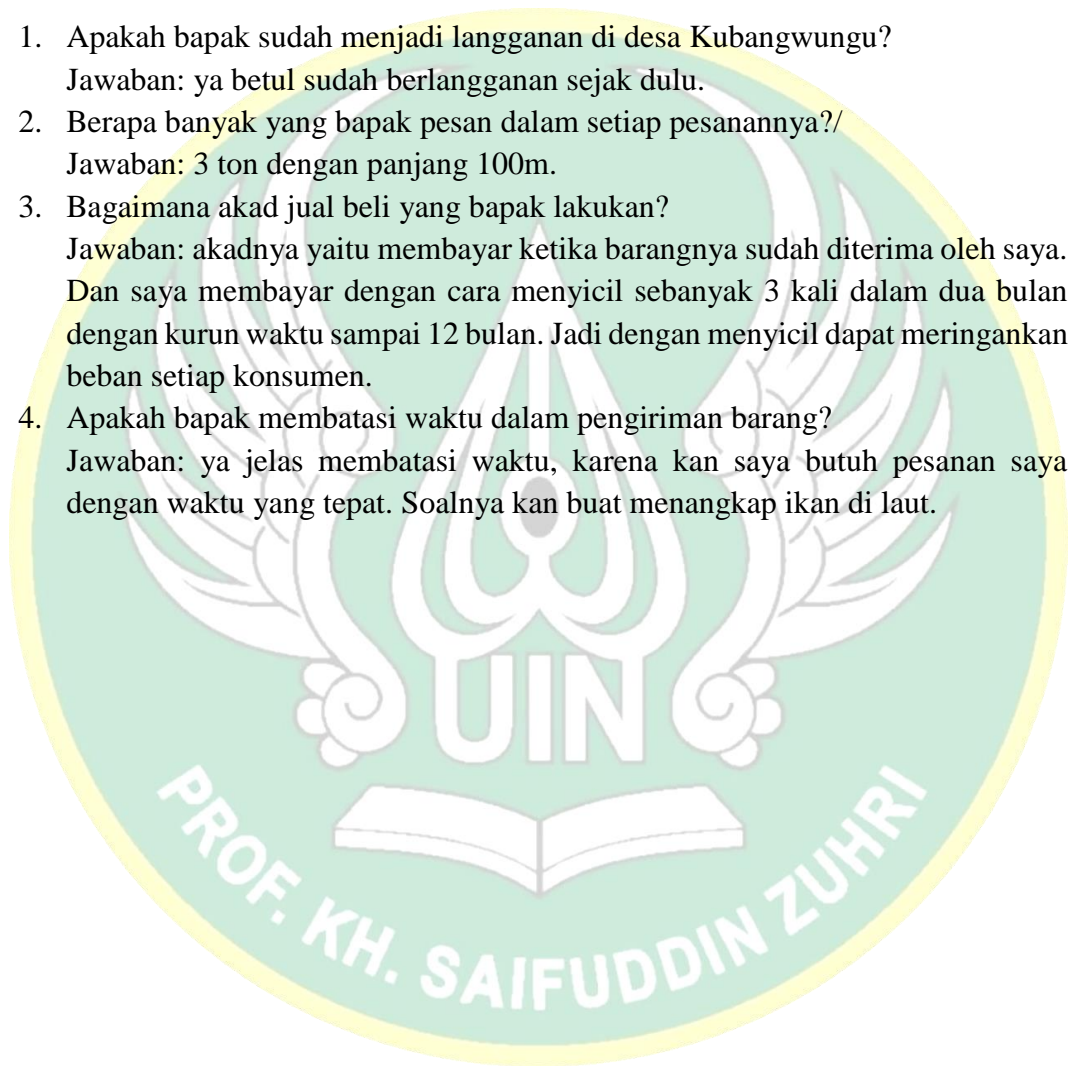 1. Apakah bapak sudah menjadi langganan di desa Kubangwungu?
Jawaban: ya betul sudah berlangganan sejak dulu.
2. Berapa banyak yang bapak pesan dalam setiap pesanannya?/
Jawaban: 3 ton dengan panjang 100m.
3. Bagaimana akad jual beli yang bapak lakukan?
Jawaban: akadnya yaitu membayar ketika barangnya sudah diterima oleh saya.
Dan saya membayar dengan cara menyicil sebanyak 3 kali dalam dua bulan
dengan kurun waktu sampai 12 bulan. Jadi dengan menyicil dapat meringankan
beban setiap konsumen.
4. Apakah bapak membatasi waktu dalam pengiriman barang?
Jawaban: ya jelas membatasi waktu, karena kan saya butuh pesanan saya
dengan waktu yang tepat. Soalnya kan buat menangkap ikan di laut.
UIN
PROF. KH. SAIFUDDIN ZUHRI